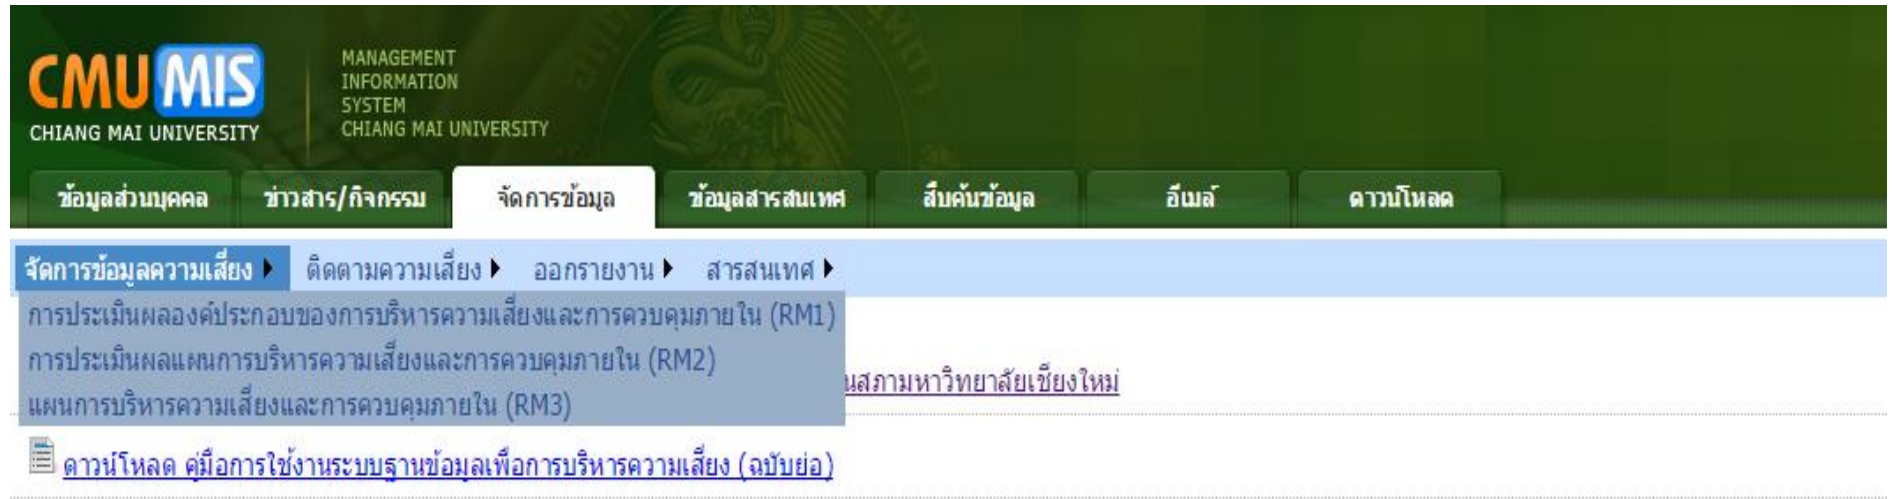 CMU MIS
CHIANG MAI UNIVERSITY
MANAGEMENT
INFORMATION
SYSTEM
CHIANG MAI UNIVERSITY
ข้อมูลส่วนบุคคล ข่าวสาร/กิจกรรม จัดการข้อมูล ข้อมูลสารสนเทศ สืบค้นข้อมูล อีเมล์ ดาวน์โหลด
จัดการข้อมูลความเสี่ยง ติดตามความเสี่ยง ออกรายงาน สารสนเทศ
การประเมินผลองค์ประกอบของการบริหารความเสี่ยงและการควบคุมภายใน (RM1)
การประเมินผลแผนการบริหารความเสี่ยงและการควบคุมภายใน (RM2)
นสภามหาวิทยาลัยเชียงใหม่
แผนการบริหารความเสี่ยงและการควบคุมภายใน (RM3)
ดาวน์โหลด คู่มือการใช้งานระบบฐานข้อมูลเพื่อการบริหารความเสี่ยง (ฉบับย่อ)